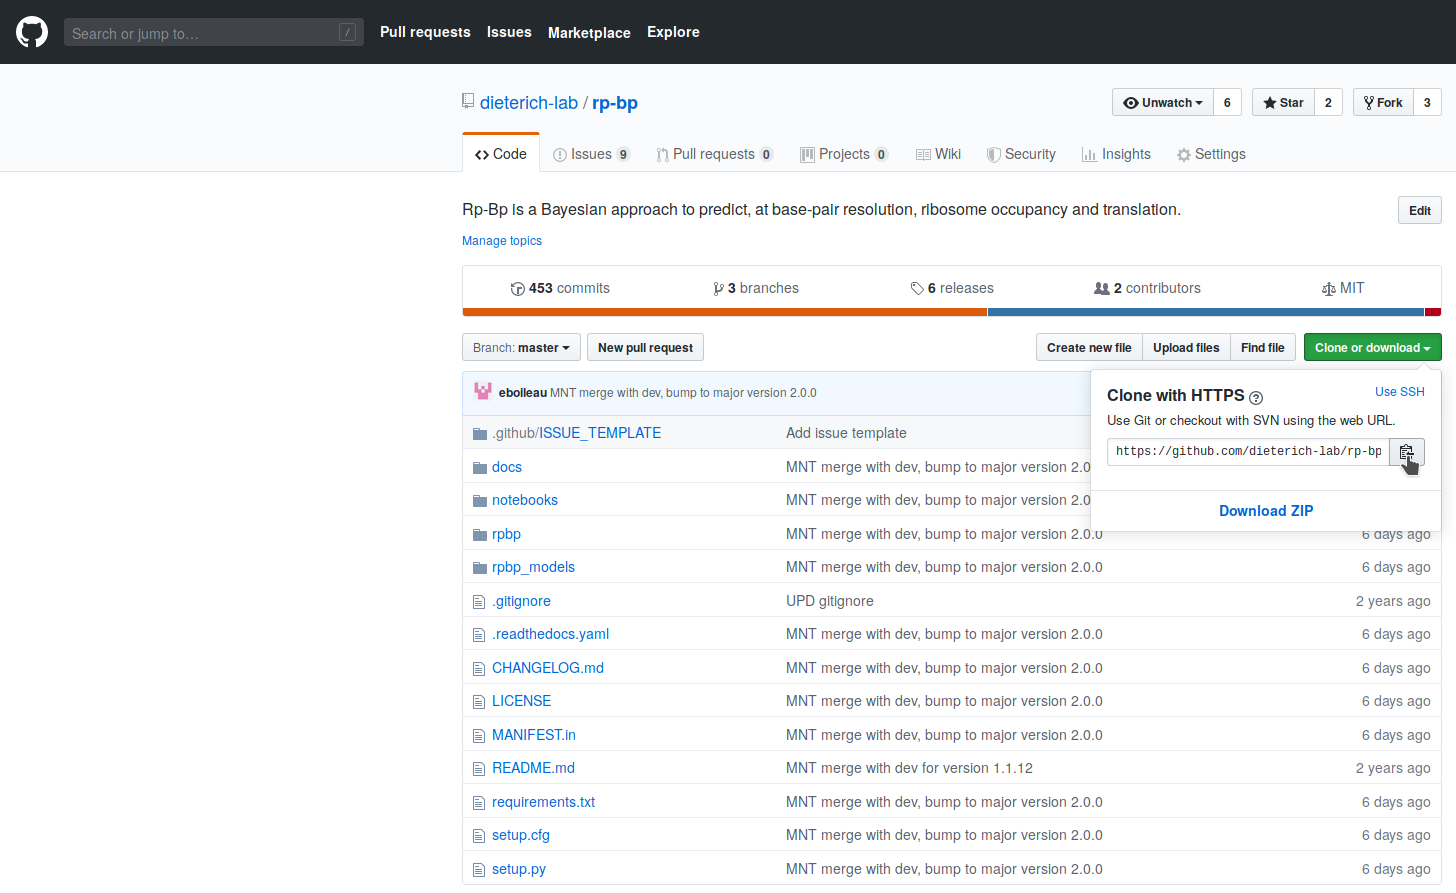 Search or jump to… / Pull requests Issues Marketplace Explore
dieterich-lab / rp-bp Unwatch 6 Star 2 Fork 3
Code Issues 9 Pull requests 0 Projects 0 Wiki Security Insights Settings
Rp-Bp is a Bayesian approach to predict, at base-pair resolution, ribosome occupancy and translation. Edit
Manage topics
453 commits 3 branches 6 releases 2 contributors MIT
Branch: master New pull request Create new file Upload files Find file Clone or download
eboileau MNT merge with dev, bump to major version 2.0.0
Clone with HTTPS ? Use SSH
Use Git or checkout with SVN using the web URL.
https://github.com/dieterich-lab/rp-bp
Download ZIP
.github/ISSUE_TEMPLATE Add issue template
docs MNT merge with dev, bump to major version 2.0
notebooks MNT merge with dev, bump to major version 2.0
rpbp MNT merge with dev, bump to major version 2.0.0 6 days ago
rpbp_models MNT merge with dev, bump to major version 2.0.0 6 days ago
.gitignore UPD gitignore 2 years ago
.readthedocs.yaml MNT merge with dev, bump to major version 2.0.0 6 days ago
CHANGELOG.md MNT merge with dev, bump to major version 2.0.0 6 days ago
LICENSE MNT merge with dev, bump to major version 2.0.0 6 days ago
MANIFEST.in MNT merge with dev, bump to major version 2.0.0 6 days ago
README.md MNT merge with dev for version 1.1.12 2 years ago
requirements.txt MNT merge with dev, bump to major version 2.0.0 6 days ago
setup.cfg MNT merge with dev, bump to major version 2.0.0 6 days ago
setup.py MNT merge with dev, bump to major version 2.0.0 6 days ago